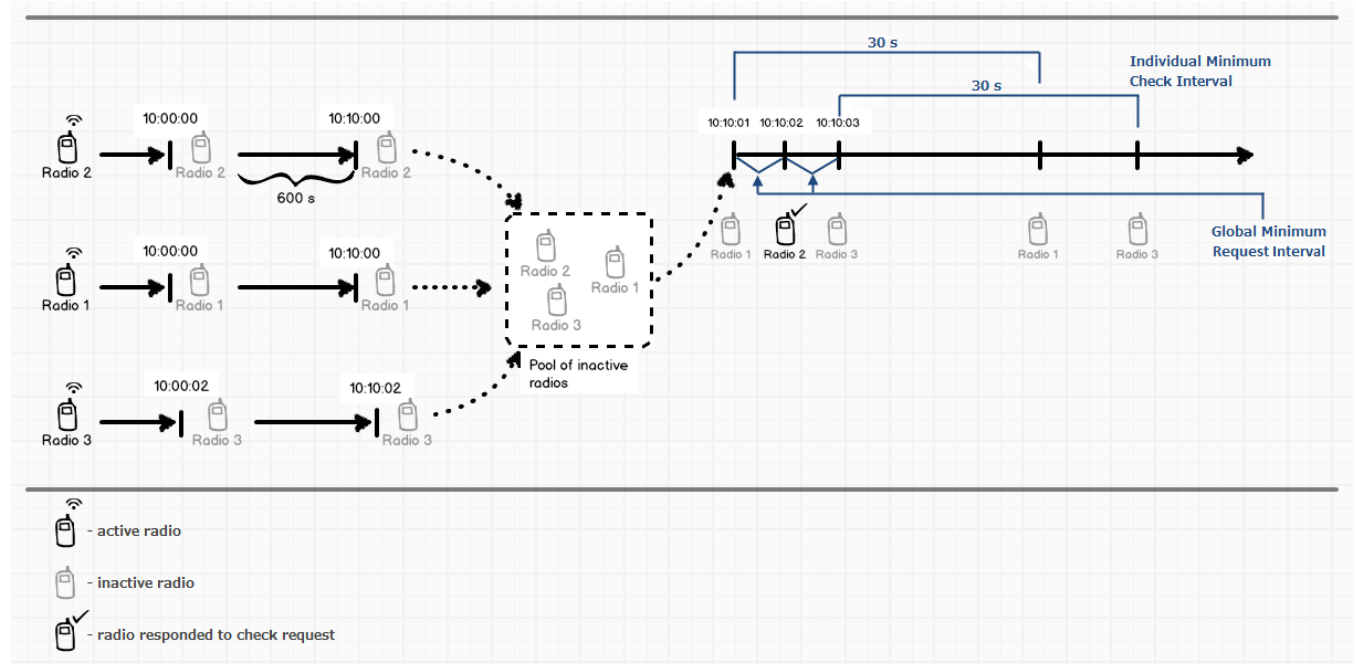 30 s
Individual Minimum
Check Interval
30 s
10:00:00
10:10:00
10:10:01
10:10:02
10:10:03
Radio 2
Radio 2
Radio 2
600 s
Radio 1
Radio 2
Radio 3
Radio 1
Radio 3
Global Minimum
Request Interval
10:00:00
10:10:00
Radio 2
Radio 1
Radio 3
Radio 1
Radio 1
Radio 1
Pool of inactive
radios
10:00:02
10:10:02
Radio 3
Radio 3
Radio 3
- active radio
- inactive radio
- radio responded to check request